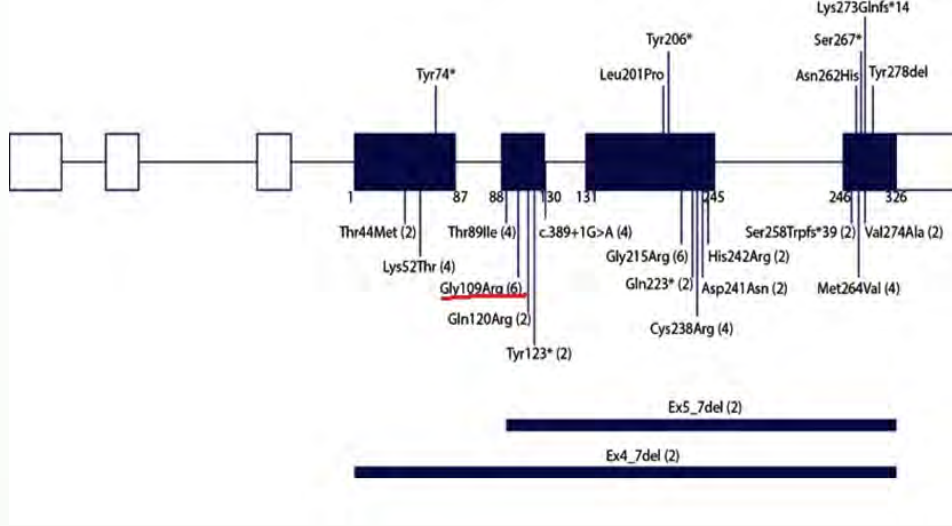 Lys273Glnfs*14
Tyr206*
Ser267*
Tyr74*
Leu201Pro
Asn262His
Tyr278del
1
87
88
130
131
245
246
326
Thr44Met (2)
Thr89Ile (4)
c.389+1G>A (4)
Ser258Trpfs*39 (2)
Val274Ala (2)
Lys52Thr (4)
Gly215Arg (6)
His242Arg (2)
Gly109Arg (6)
Gln223* (2)
Asp241Asn (2)
Met264Val (4)
Gln120Arg (2)
Cys238Arg (4)
Tyr123* (2)
Ex5_7del (2)
Ex4_7del (2)